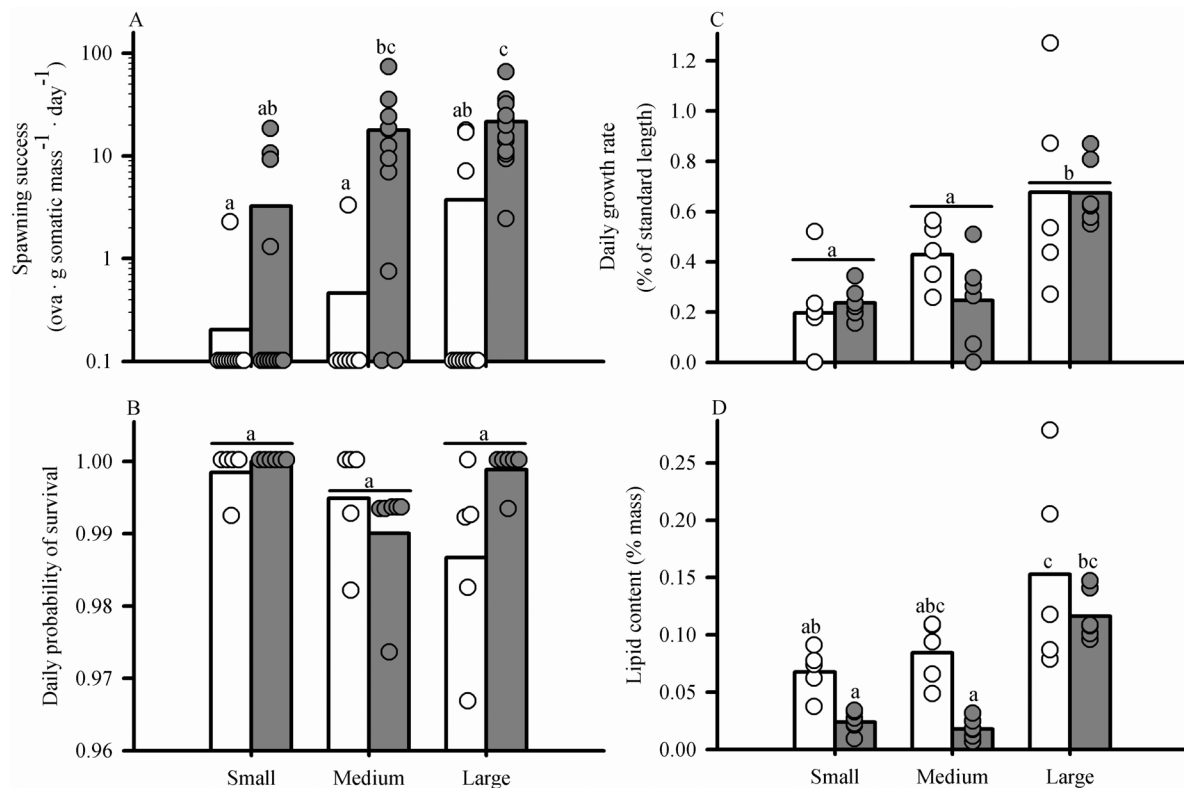 A
Spawning success
(ova · g somatic mass-1 · day-1)
100
10
1
0.1
a
ab
a
bc
ab
c
C
Daily growth rate
(% of standard length)
1.2
1.0
0.8
0.6
0.4
0.2
0.0
a
a
b
B
Daily probability of survival
1.00
0.99
0.98
0.97
0.96
a
a
a
Small
Medium
Large
D
Lipid content (% mass)
0.25
0.20
0.15
0.10
0.05
0.00
ab
a
abc
a
c
bc
Small
Medium
Large